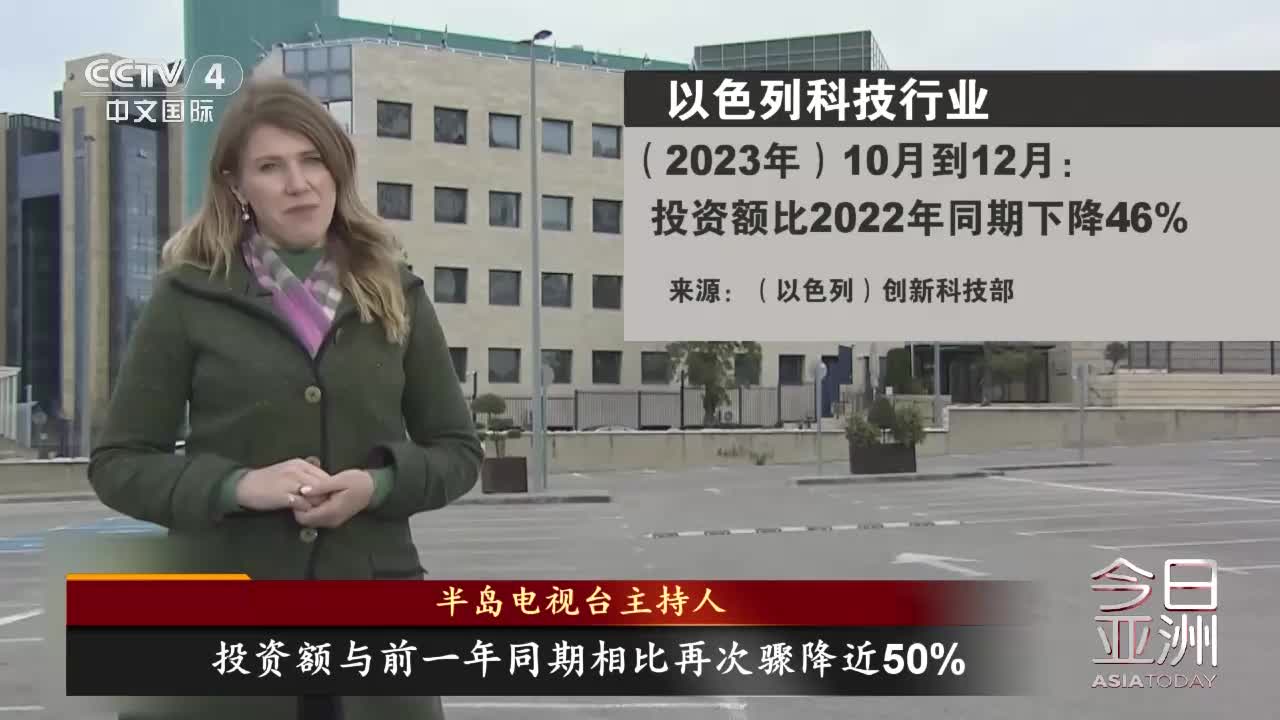 CCTV 4
中文国际
以色列科技行业
（2023年）10月到12月：
投资额比2022年同期下降46%
来源：（以色列）创新科技部
半岛电视台主持人
投资额与前一年同期相比再次骤降近50%
今日
亚洲
ASIA TODAY